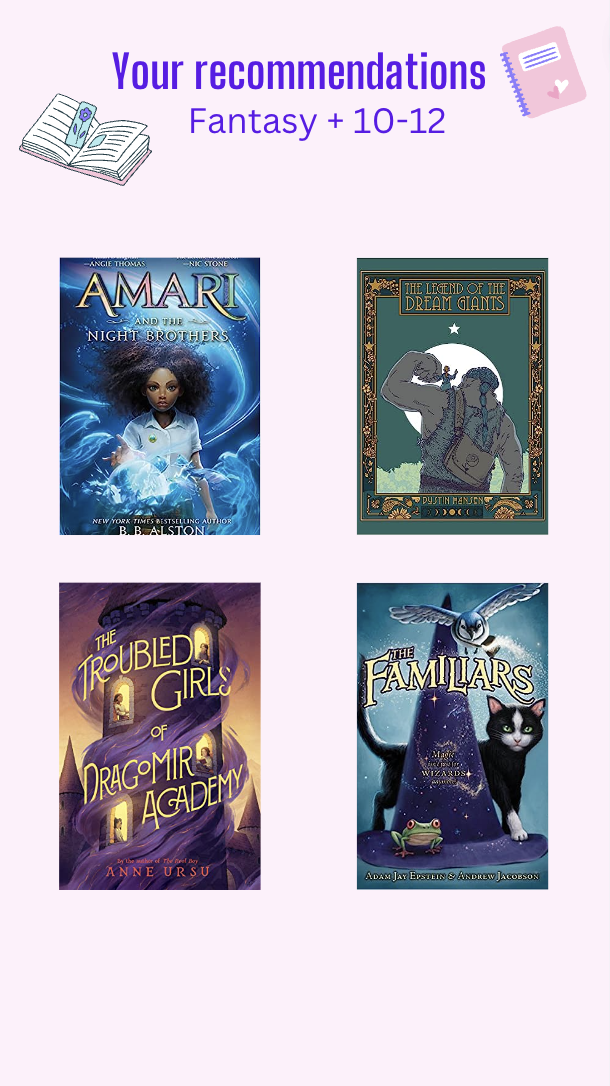 Your recommendations
Fantasy + 10-12
—ANGIE THOMAS
—NIC STONE
AMARI
AND THE
NIGHT BROTHERS
NEW YORK TIMES BESTSELLING AUTHOR
B. B. ALSTON
THE LEGEND OF THE
DREAM GIANTS
DUSTIN HANSEN
THE
TROUBLED
GIRLS
OF
DRAGOMIR
ACADEMY
by the author of The Real Boy
ANNE URSU
THE
FAMILIARS
Magic
WIZARDS
ADAM JAY EPSTEIN & ANDREW JACOBSON